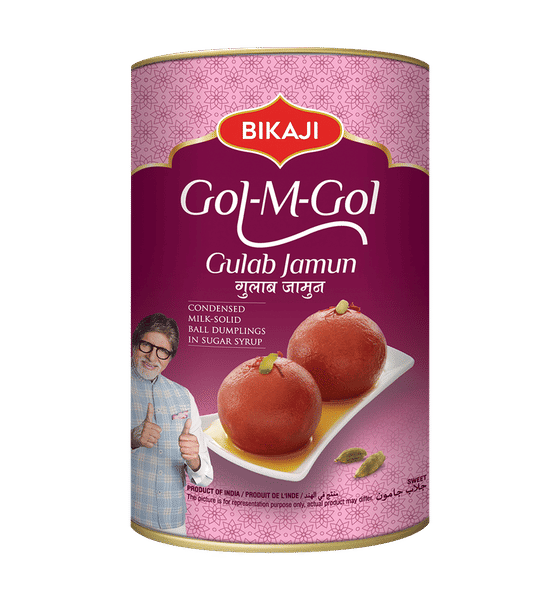 BIKAJI
Gol-M-Gol
Gulab Jamun
गुलाब जामुन
CONDENSED
MILK-SOLID
BALL DUMPLINGS
IN SUGAR SYRUP
SWEET
جلاب جامون
PRODUCT OF INDIA / PRODUIT DE L'INDE / منتج في الهند
The picture is for representation purpose only, actual product may differ.